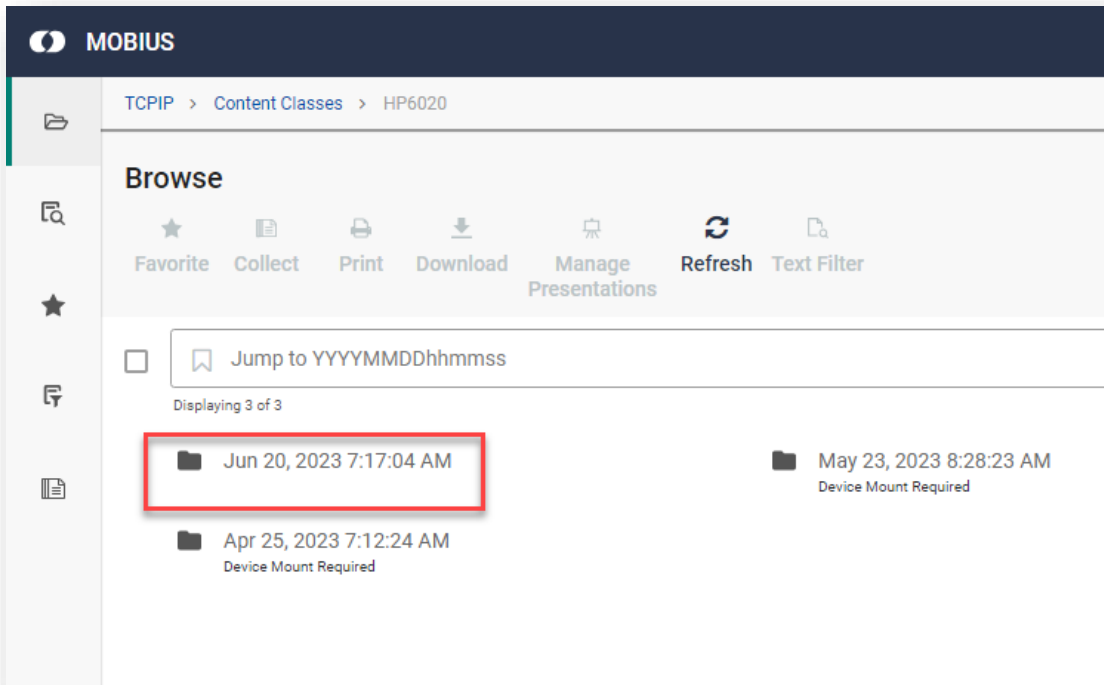 MOBIUS
TCPIP > Content Classes > HP6020
Browse
Favorite Collect Print Download Manage Presentations Refresh Text Filter
Jump to YYYYMMDDhhmmss
Displaying 3 of 3
Jun 20, 2023 7:17:04 AM
May 23, 2023 8:28:23 AM
Device Mount Required
Apr 25, 2023 7:12:24 AM
Device Mount Required